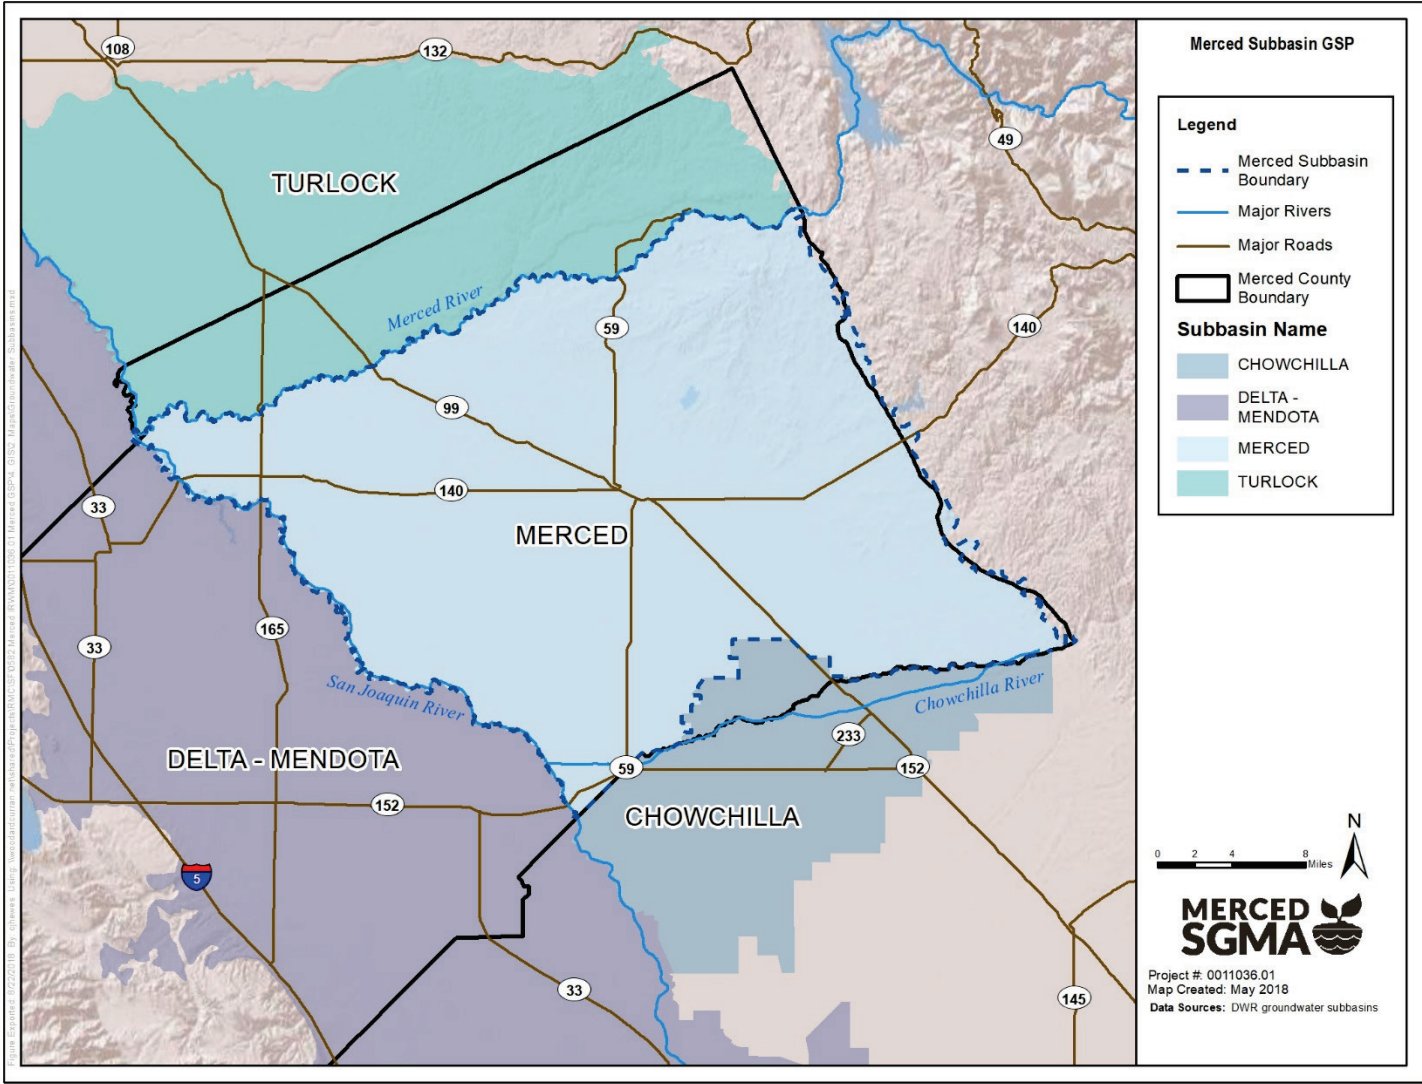 108
132
49
TURLOCK
Merced River
59
140
99
140
33
MERCED
165
33
San Joaquin River
Chowchilla River
233
DELTA - MENDOTA
59
152
152
CHOWCHILLA
5
33
145
Merced Subbasin GSP
Legend
Merced Subbasin
Boundary
Major Rivers
Major Roads
Merced County
Boundary
Subbasin Name
CHOWCHILLA
DELTA -
MENDOTA
MERCED
TURLOCK
N
0 2 4 8
Miles
MERCED
SGMA
Project #: 0011036.01
Map Created: May 2018
Data Sources: DWR groundwater subbasins